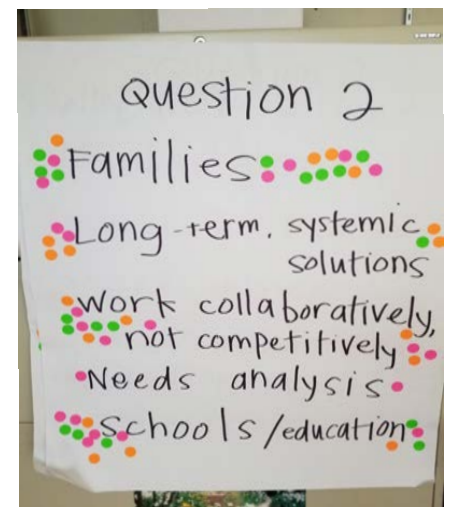 Question 2
Families
Long-term, systemic
solutions
Work collaboratively,
not competitively
Needs analysis
Schools/education